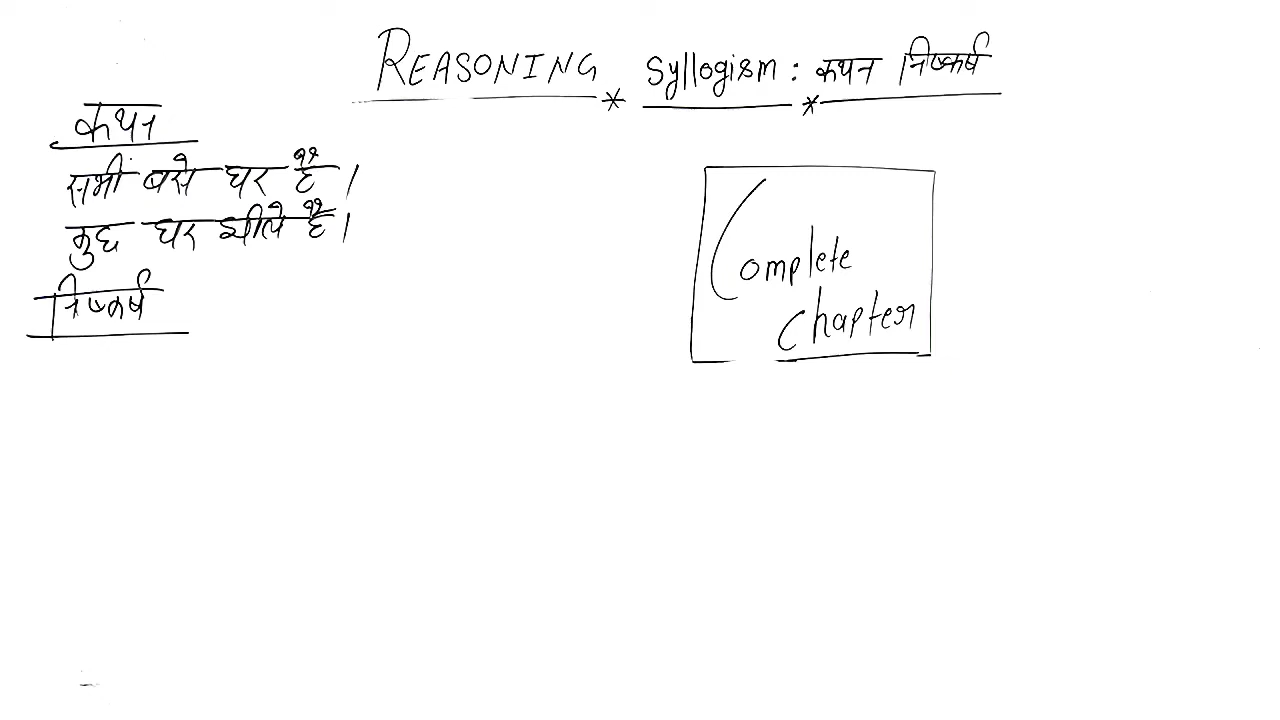 REASONING Syllogism : कथन निष्कर्ष
कथन
सभी बसे घर हैं।
कुछ घर झीले हैं।
निष्कर्ष
Complete
Chapter